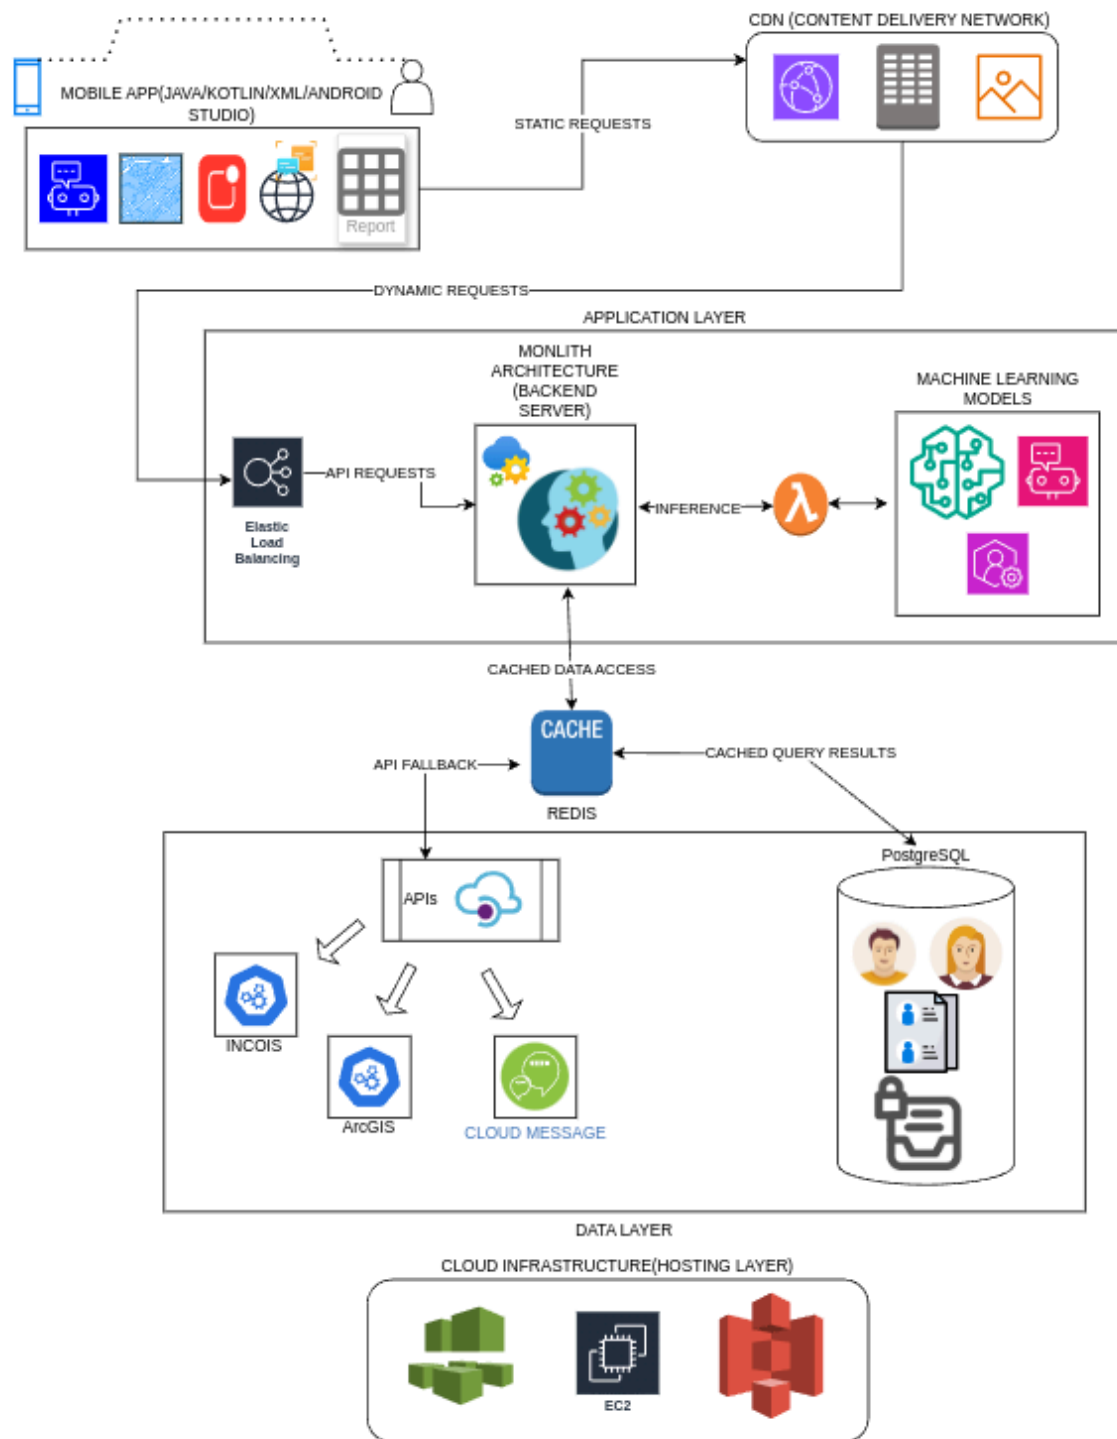 CDN (CONTENT DELIVERY NETWORK)
MOBILE APP(JAVA/KOTLIN/XML/ANDROID
STUDIO)
STATIC REQUESTS
Report
DYNAMIC REQUESTS
APPLICATION LAYER
MONLITH
ARCHITECTURE
(BACKEND
SERVER)
MACHINE LEARNING
MODELS
API REQUESTS
INFERENCE
λ
Elastic
Load
Balancing
CACHED DATA ACCESS
CACHE
API FALLBACK
CACHED QUERY RESULTS
REDIS
PostgreSQL
APIs
INCOIS
ArcGIS
CLOUD MESSAGE
DATA LAYER
CLOUD INFRASTRUCTURE(HOSTING LAYER)
EC2